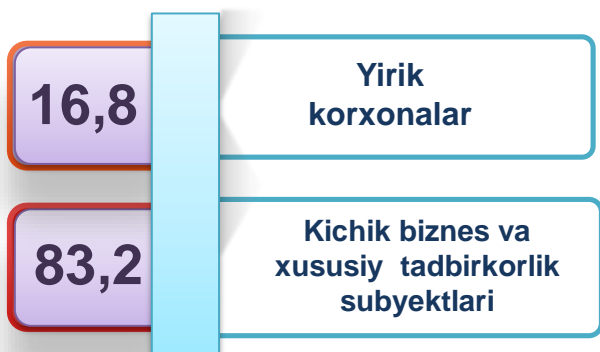 16,8
Yirik
korxonalar
83,2
Kichik biznes va
xususiy tadbirkorlik
subyektlari